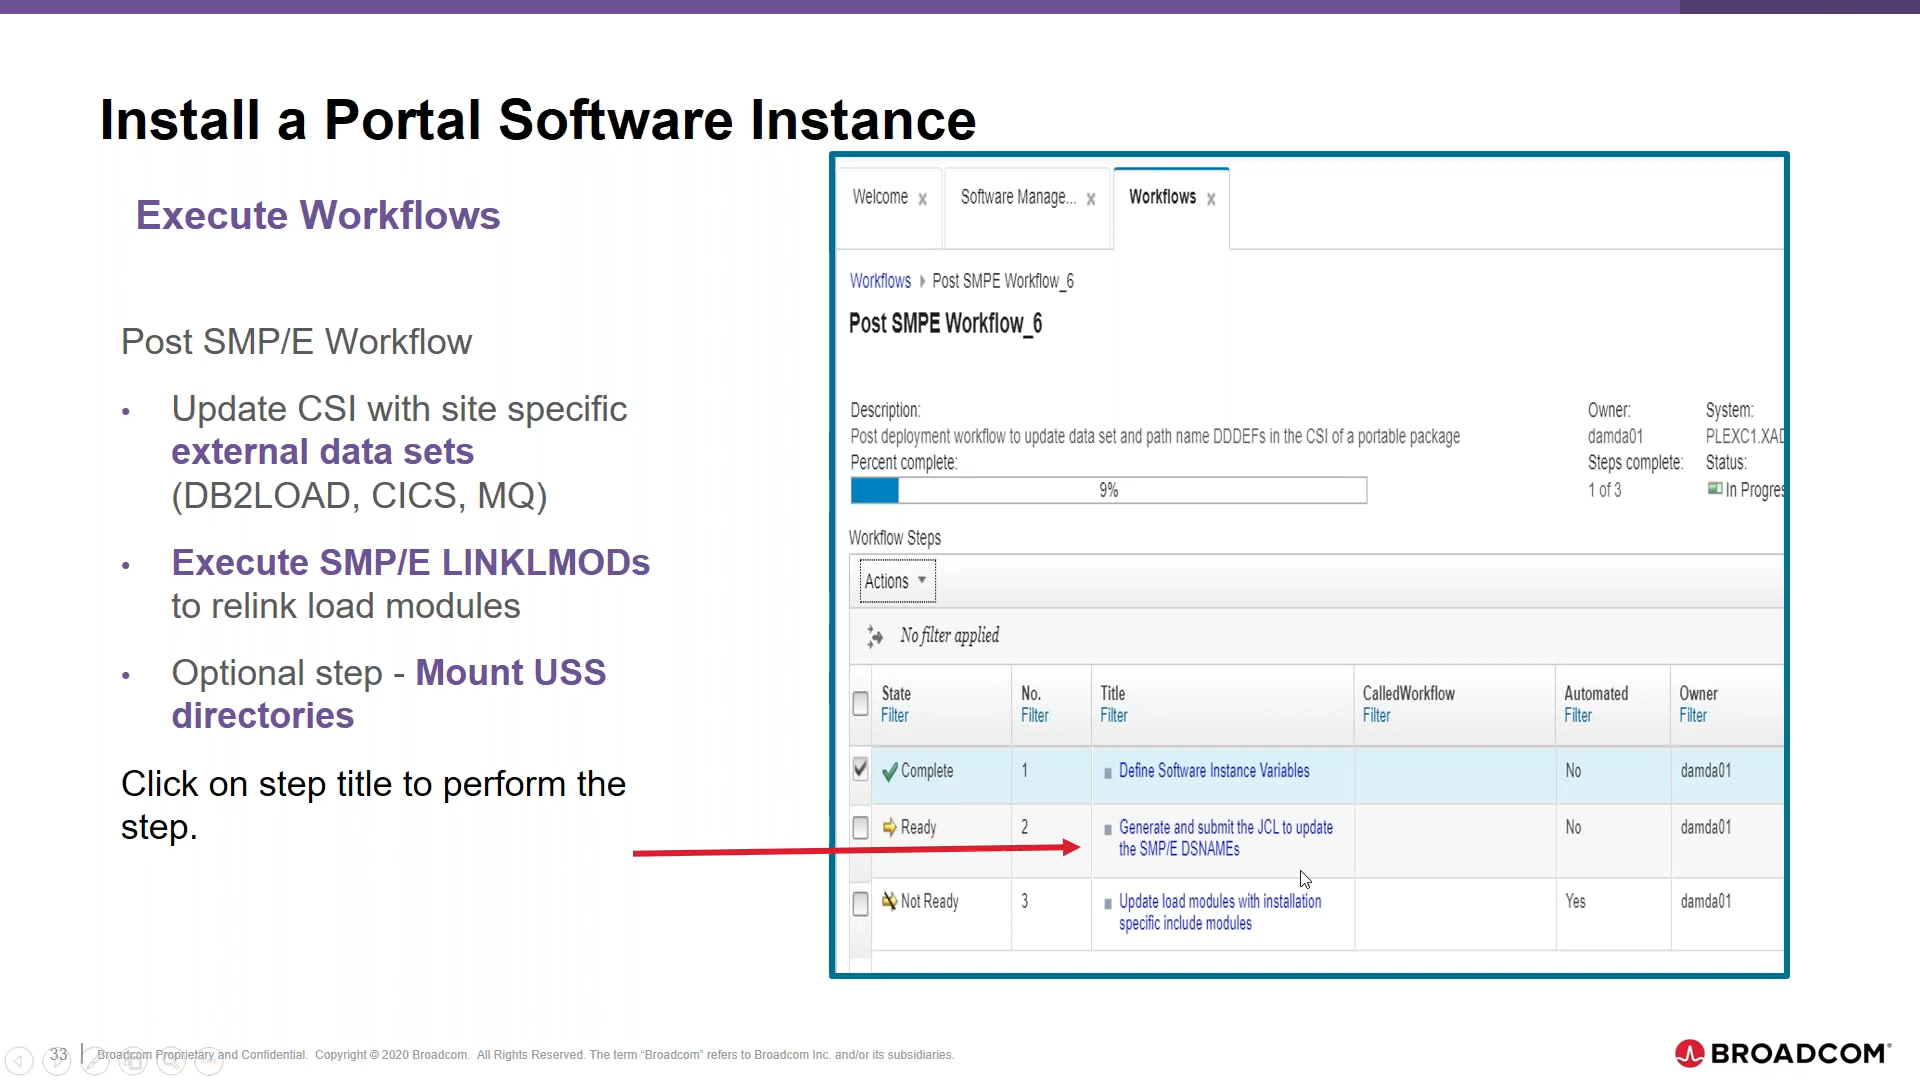 Install a Portal Software Instance
Execute Workflows
Post SMP/E Workflow
• Update CSI with site specific
external data sets
(DB2LOAD, CICS, MQ)
• Execute SMP/E LINKLMODs
to relink load modules
• Optional step - Mount USS
directories
Click on step title to perform the
step.
Welcome x Software Manage... x Workflows x
Workflows Post SMPE Workflow_6
Post SMPE Workflow_6
Description: Owner: System:
Post deployment workflow to update data set and path name DDDEFs in the CSI of a portable package damda01
Percent complete: Steps complete: Status:
9% 1 of 3
Workflow Steps
Actions
No filter applied
State No. Title CalledWorkflow Automated Owner
Filter Filter Filter Filter Filter Filter
Complete 1 Define Software Instance Variables No damda01
Ready 2 Generate and submit the JCL to update No damda01
the SMP/E DSNAMEs
Not Ready 3 Update load modules with installation Yes damda01
specific include modules
33 Broadcom Proprietary and Confidential. Copyright © 2020 Broadcom. All Rights Reserved. The term “Broadcom” refers to Broadcom Inc. and/or its subsidiaries.
BROADCOM®